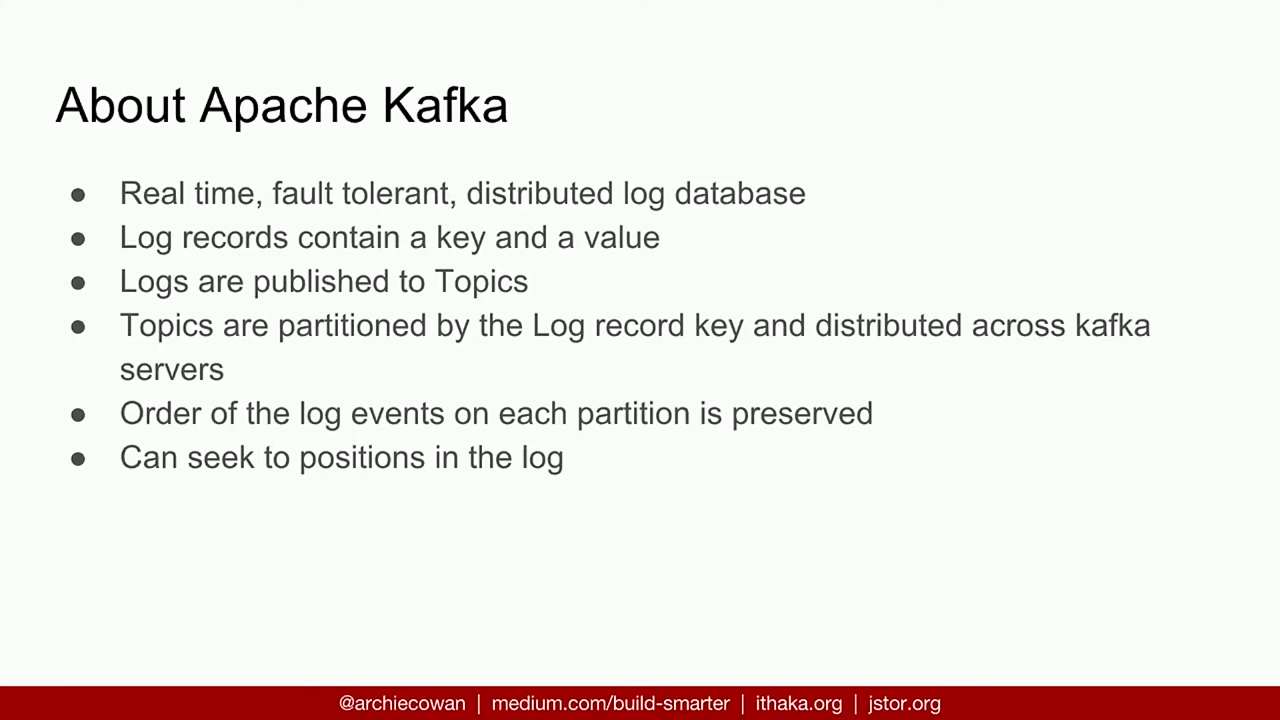 About Apache Kafka
● Real time, fault tolerant, distributed log database
● Log records contain a key and a value
● Logs are published to Topics
● Topics are partitioned by the Log record key and distributed across kafka
servers
● Order of the log events on each partition is preserved
● Can seek to positions in the log
@archiecowan | medium.com/build-smarter | ithaka.org | jstor.org